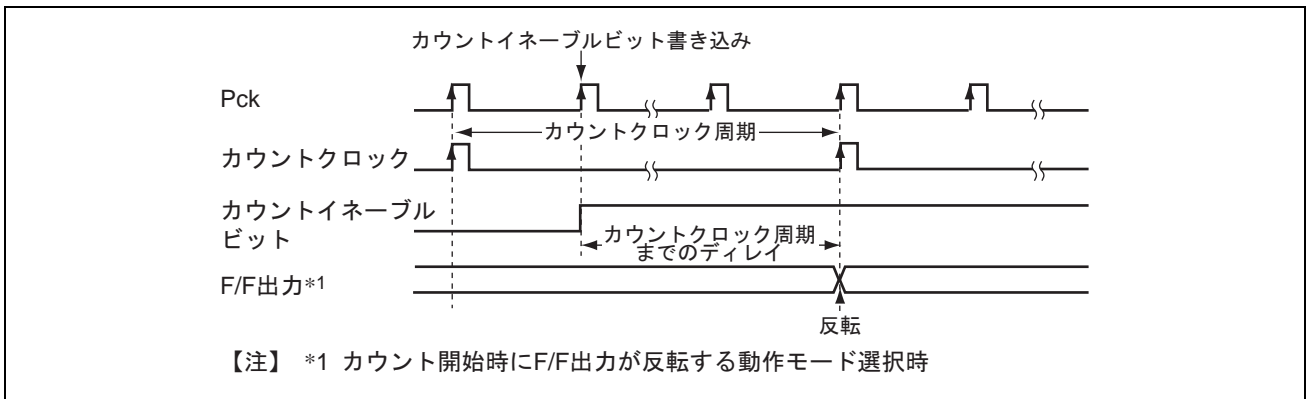 カウントイネーブルビット書き込み
Pck
カウントクロック周期
カウントクロック
カウントイネーブル
ビット
カウントクロック周期
までのディレイ
F/F出力*1
反転
【注】 *1 カウント開始時にF/F出力が反転する動作モード選択時